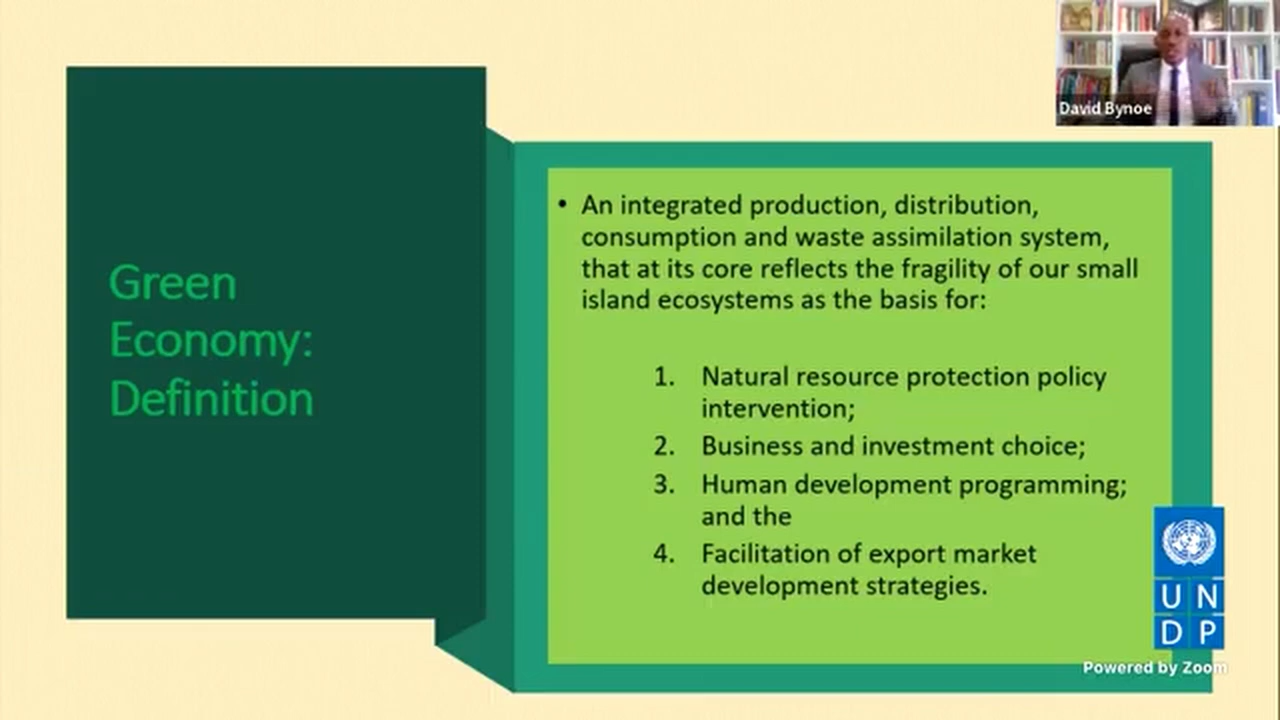 David Bynoe
Green
Economy:
Definition
• An integrated production, distribution,
consumption and waste assimilation system,
that at its core reflects the fragility of our small
island ecosystems as the basis for:
1. Natural resource protection policy
intervention;
2. Business and investment choice;
3. Human development programming;
and the
4. Facilitation of export market
development strategies.
U N
D P
Powered by Zoom